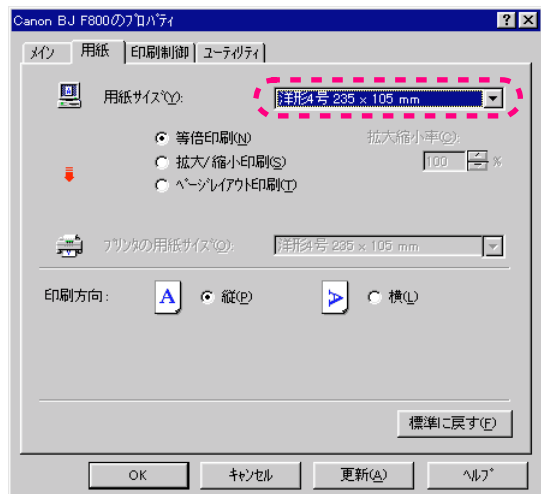 Canon BJ F800のﾌﾟﾛﾊﾟﾃｨ
ﾒｲﾝ 用紙 印刷制御 ﾕｰﾃｨﾘﾃｨ
用紙ｻｲｽﾞ(Y): 洋形4号 235 x 105 mm
等倍印刷(N) 拡大縮小率(C):
拡大/縮小印刷(S) 100 %
ﾍﾟｰｼﾞﾚｲｱｳﾄ印刷(T)
ﾌﾟﾘﾝﾀの用紙ｻｲｽﾞ(O): 洋形4号 235 x 105 mm
印刷方向: A 縦(P) A 横(L)
標準に戻す(F)
OK ｷｬﾝｾﾙ 更新(A) ﾍﾙﾌﾟ